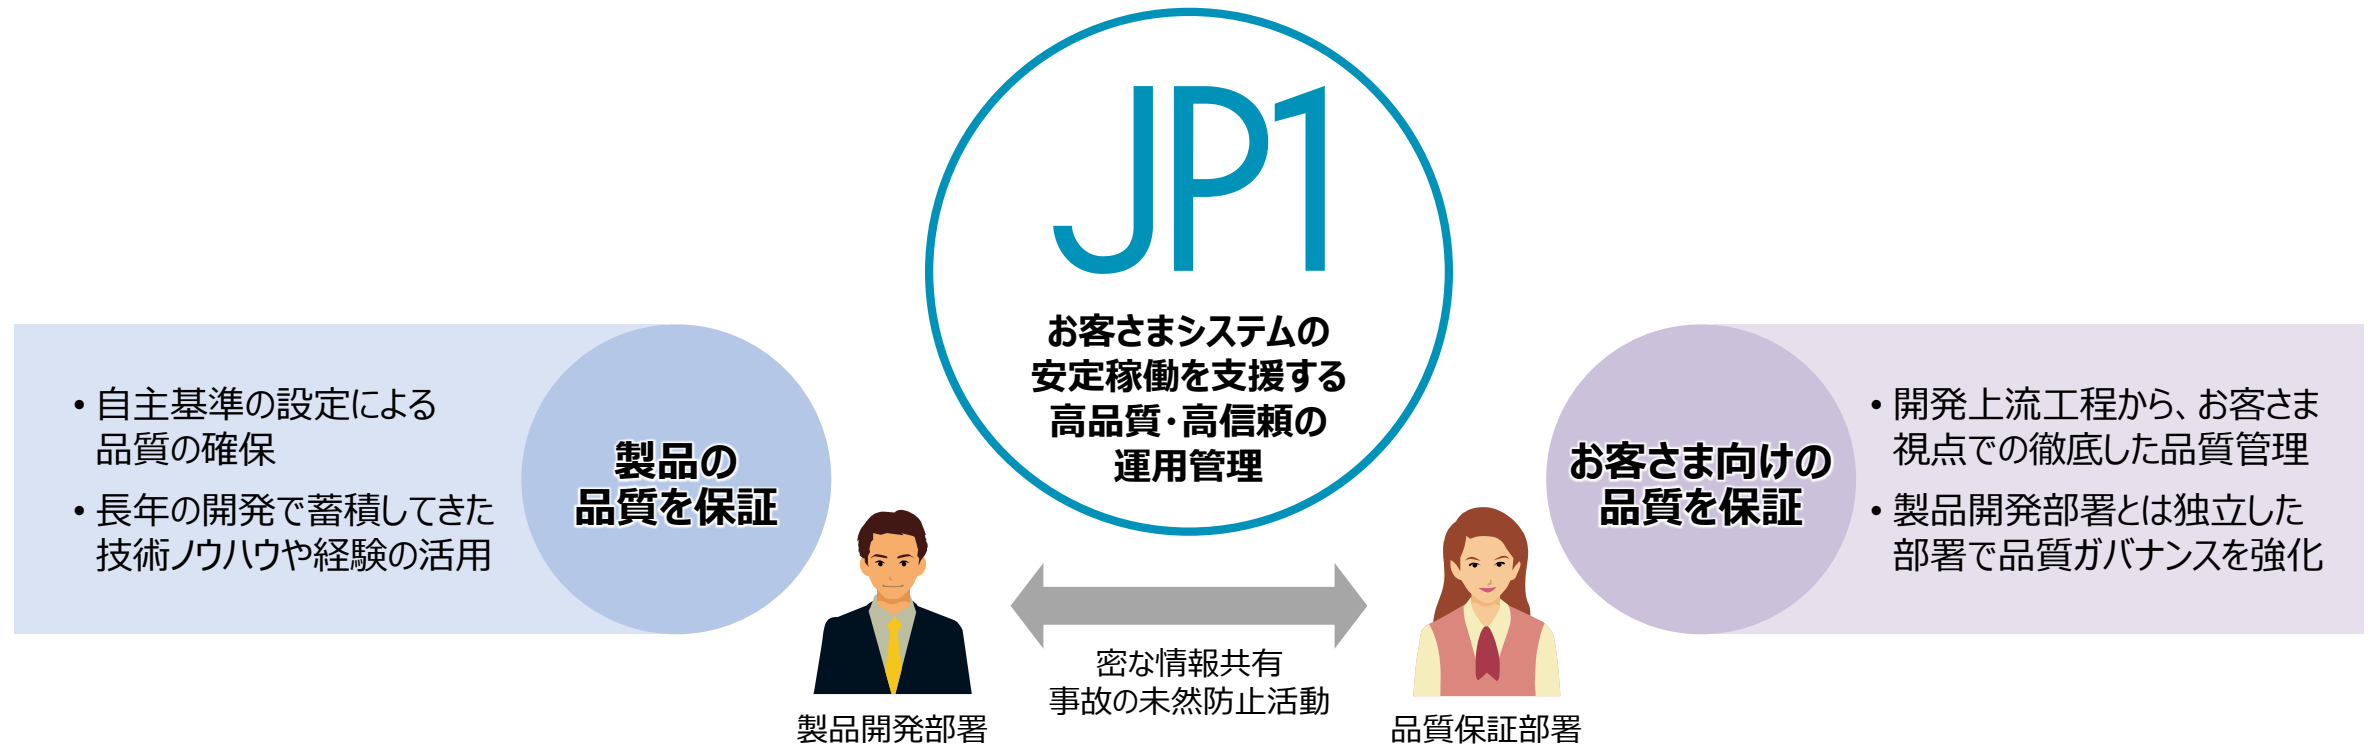 JP1
お客さまシステムの
安定稼働を支援する
高品質・高信頼の
運用管理
・自主基準の設定による
品質の確保
・長年の開発で蓄積してきた
技術ノウハウや経験の活用
製品の
品質を保証
お客さま向けの
品質を保証
・開発上流工程から、お客さま
視点での徹底した品質管理
・製品開発部署とは独立した
部署で品質ガバナンスを強化
密な情報共有
事故の未然防止活動
製品開発部署
品質保証部署